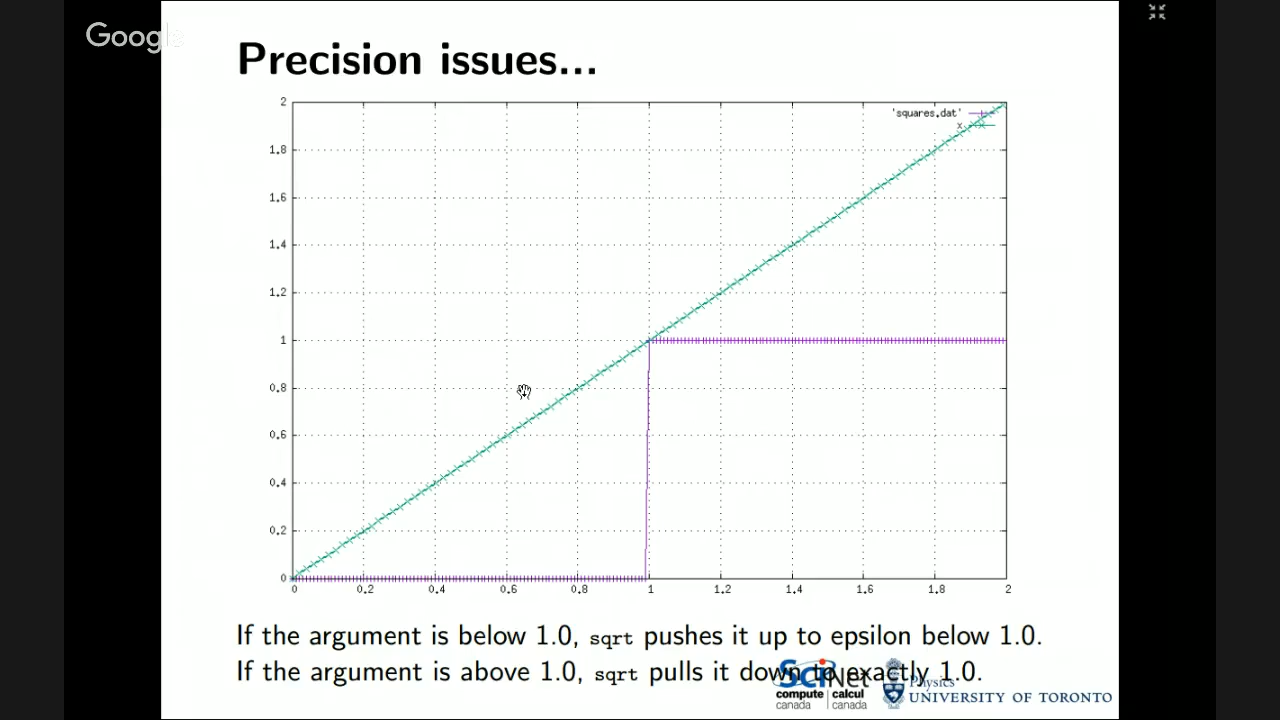 Google
Precision issues...
2
'squares.dat'
x
1.8
1.6
1.4
1.2
1
0.8
0.6
0.4
0.2
0
0 0.2 0.4 0.6 0.8 1 1.2 1.4 1.6 1.8 2
If the argument is below 1.0, sqrt pushes it up to epsilon below 1.0.
If the argument is above 1.0, sqrt pulls it down to exactly 1.0.
SciNet
compute calcul
canada canada
Physics
UNIVERSITY OF TORONTO